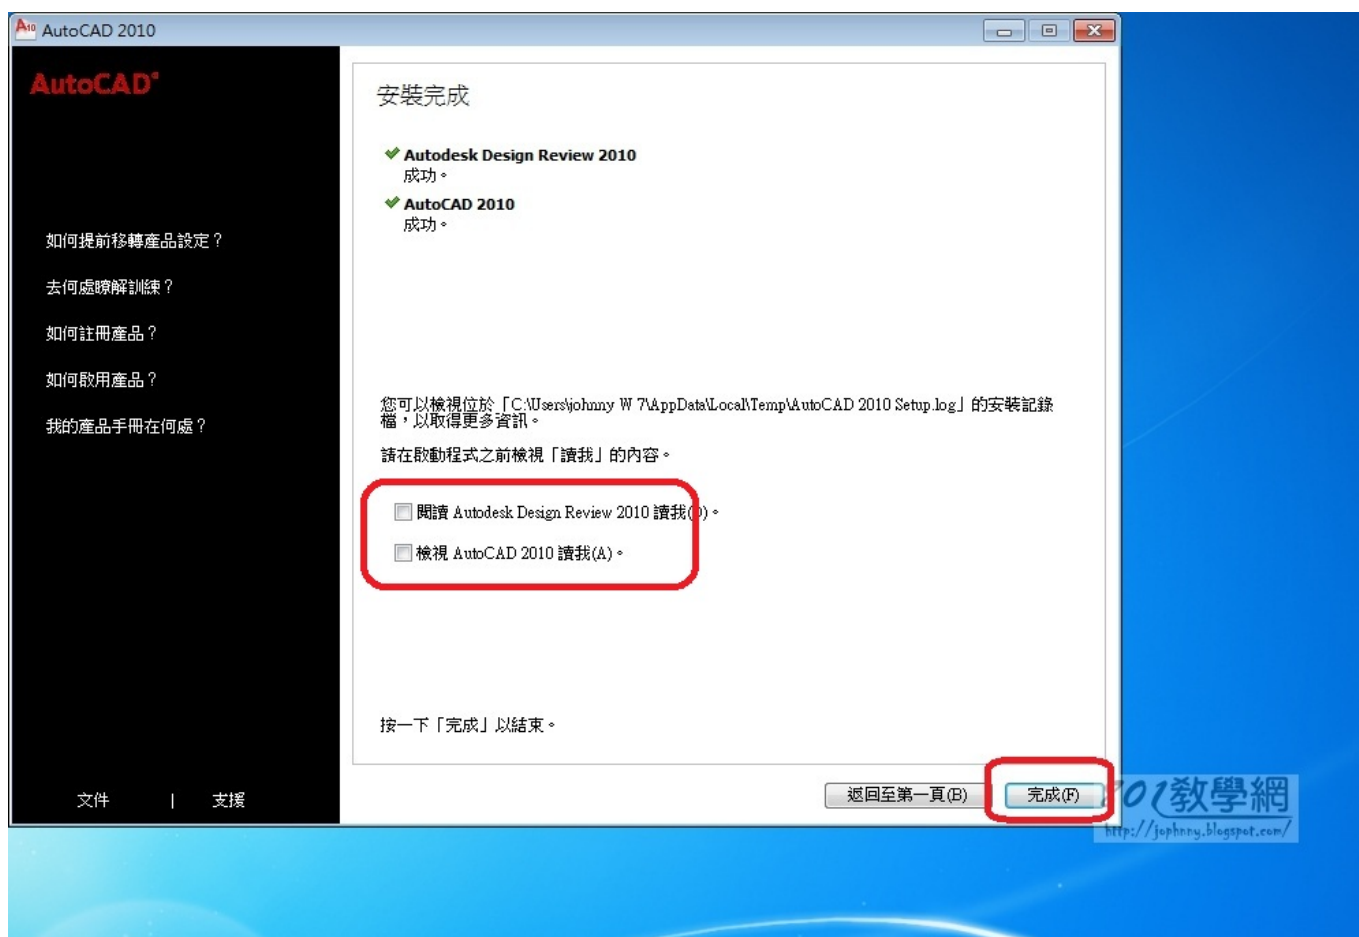 AutoCAD 2010
AutoCAD
安裝完成
Autodesk Design Review 2010
成功。
AutoCAD 2010
成功。
如何提前移轉產品設定？
去何處瞭解訓練？
如何註冊產品？
如何啟用產品？
我的產品手冊在何處？
您可以檢視位於「C:\Users\johnny W 7\AppData\Local\Temp\AutoCAD 2010 Setup.log」的安裝記錄
檔，以取得更多資訊。
請在啟動程式之前檢視「讀我」的內容。
閱讀 Autodesk Design Review 2010 讀我(D)。
檢視 AutoCAD 2010 讀我(A)。
按一下「完成」以結束。
文件 | 支援
返回至第一頁(B)
完成(F)
教學網
http://jophnny.blogspot.com/